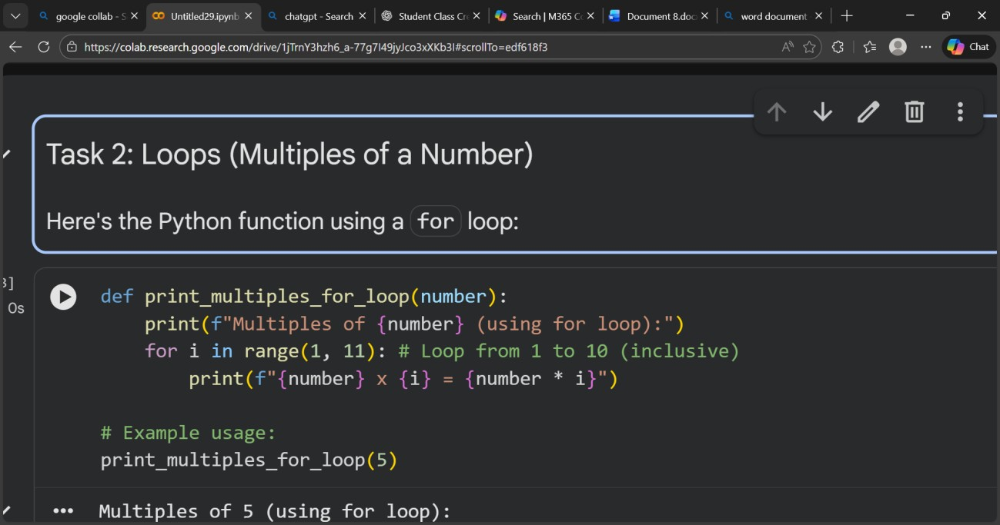 google collab - S
Untitled29.ipynb
chatgpt - Search
Student Class Cre
Search | M365 Co
Document 8.doc
word document
https://colab.research.google.com/drive/1jTrnY3hzh6_a-77g7l49jyJco3xXKb3l#scrollTo=edf618f3
Chat
Task 2: Loops (Multiples of a Number)
Here's the Python function using a for loop:
3]
0s
def print_multiples_for_loop(number):
    print(f"Multiples of {number} (using for loop):")
    for i in range(1, 11): # Loop from 1 to 10 (inclusive)
        print(f"{number} x {i} = {number * i}")
# Example usage:
print_multiples_for_loop(5)
Multiples of 5 (using for loop):